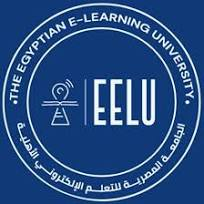 THE EGYPTIAN E-LEARNING UNIVERSITY
EELU
الجامعة المصرية للتعلم الإلكتروني الأهلية